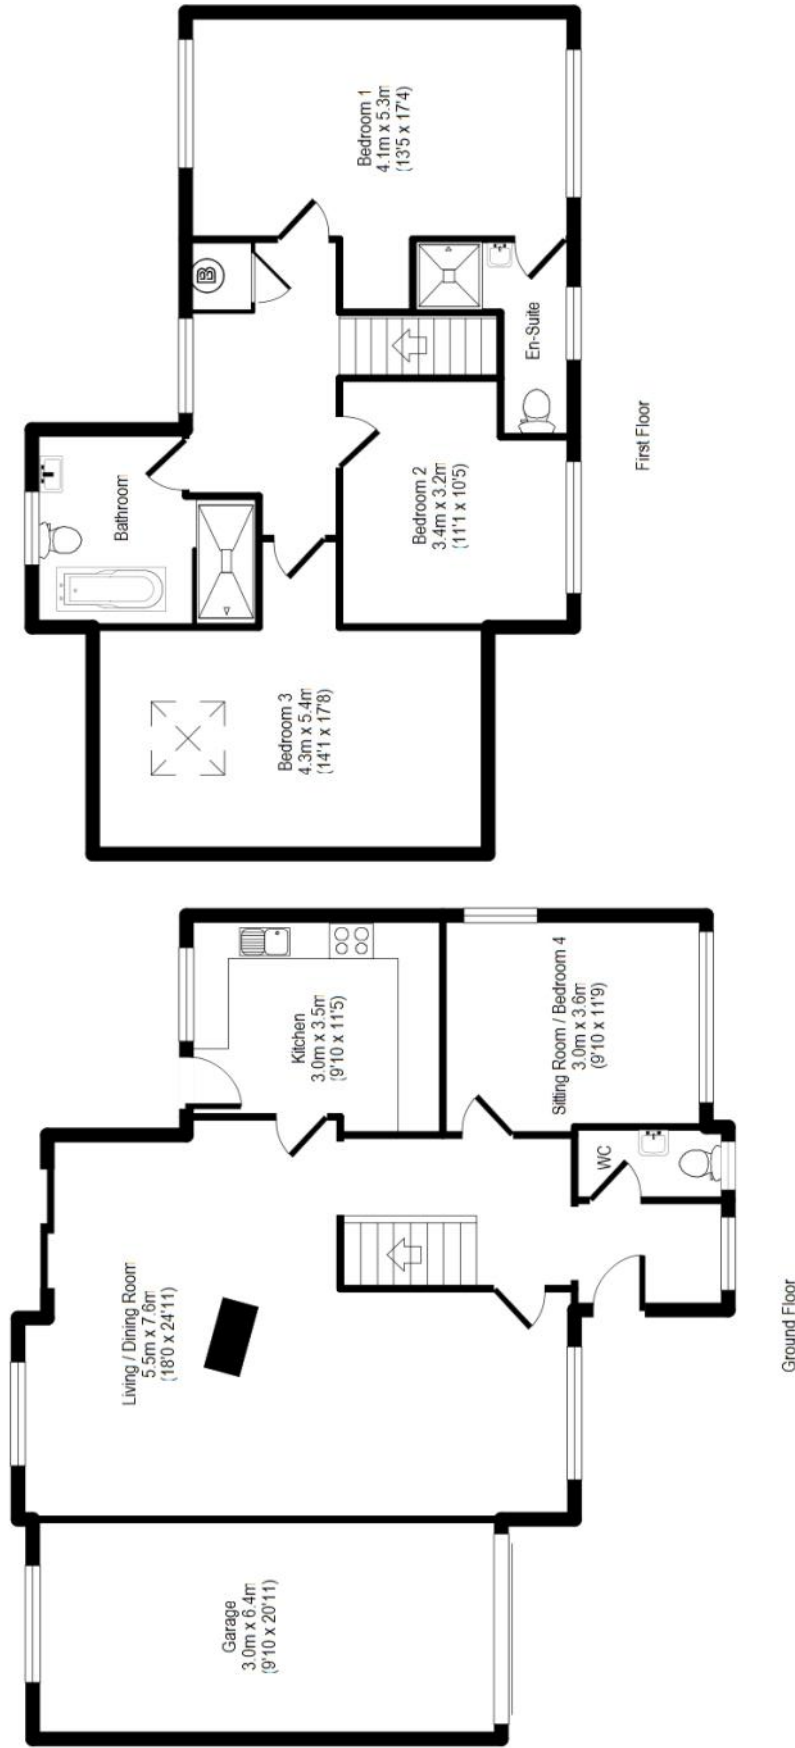 Bedroom 1
4.1m x 5.3m
(13'5 x 17'4)
B
En-Suite
Bathroom
Bedroom 2
3.4m x 3.2m
(11'1 x 10'5)
Bedroom 3
4.3m x 5.4m
(14'1 x 17'8)
First Floor
Kitchen
3.0m x 3.5m
(9'10 x 11'5)
Sitting Room / Bedroom 4
3.0m x 3.6m
(9'10 x 11'9)
WC
Living / Dining Room
5.5m x 7.6m
(18'0 x 24'11)
Garage
3.0m x 6.4m
(9'10 x 20'11)
Ground Floor